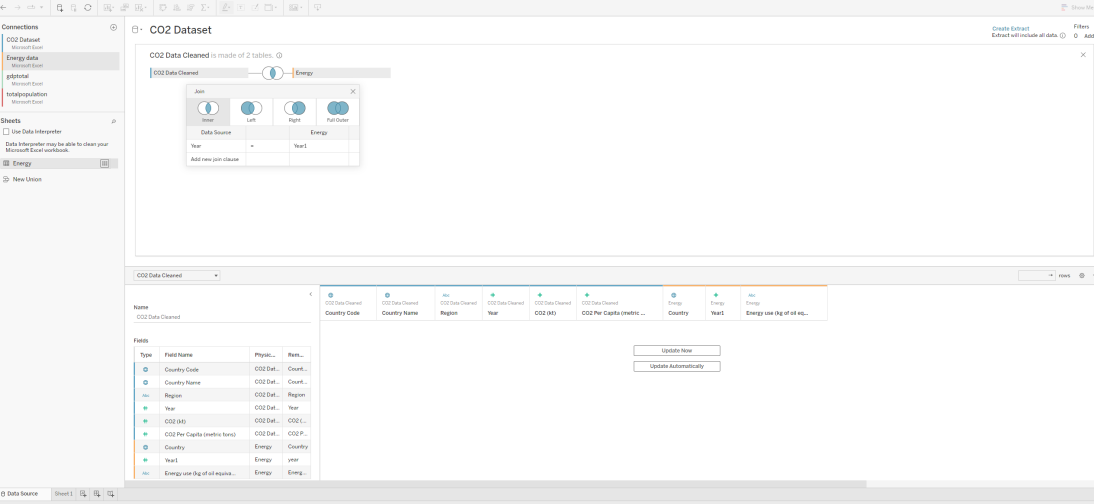 Show Me
Connections
CO2 Dataset
Microsoft Excel
Energy data
Microsoft Excel
gdptotal
Microsoft Excel
totalpopulation
Microsoft Excel
Sheets
Use Data Interpreter
Data Interpreter may be able to clean your
Microsoft Excel workbook.
Energy
New Union
CO2 Dataset
Create Extract
Extract will include all data.
Filters
0 Add
CO2 Data Cleaned is made of 2 tables.
CO2 Data Cleaned
Energy
Join
Inner Left Right Full Outer
Data Source Energy
Year = Year1
Add new join clause
CO2 Data Cleaned
rows
Name
CO2 Data Cleaned
Fields
Type Field Name Physic... Rem...
Country Code CO2 Dat... Count...
Country Name CO2 Dat... Count...
Abc Region CO2 Dat... Region
Year CO2 Dat... Year
CO2 (kt) CO2 Dat... CO2 (...
CO2 Per Capita (metric tons) CO2 Dat... CO2 P...
Country Energy Country
Year1 Energy year
Abc Energy use (kg of oil equiva... Energy Energ...
Abc Abc
CO2 Data Cleaned CO2 Data Cleaned CO2 Data Cleaned CO2 Data Cleaned CO2 Data Cleaned CO2 Data Cleaned Energy Energy Energy
Country Code Country Name Region Year CO2 (kt) CO2 Per Capita (metric ... Country Year1 Energy use (kg of oil eq...
Update Now
Update Automatically
Data Source Sheet 1